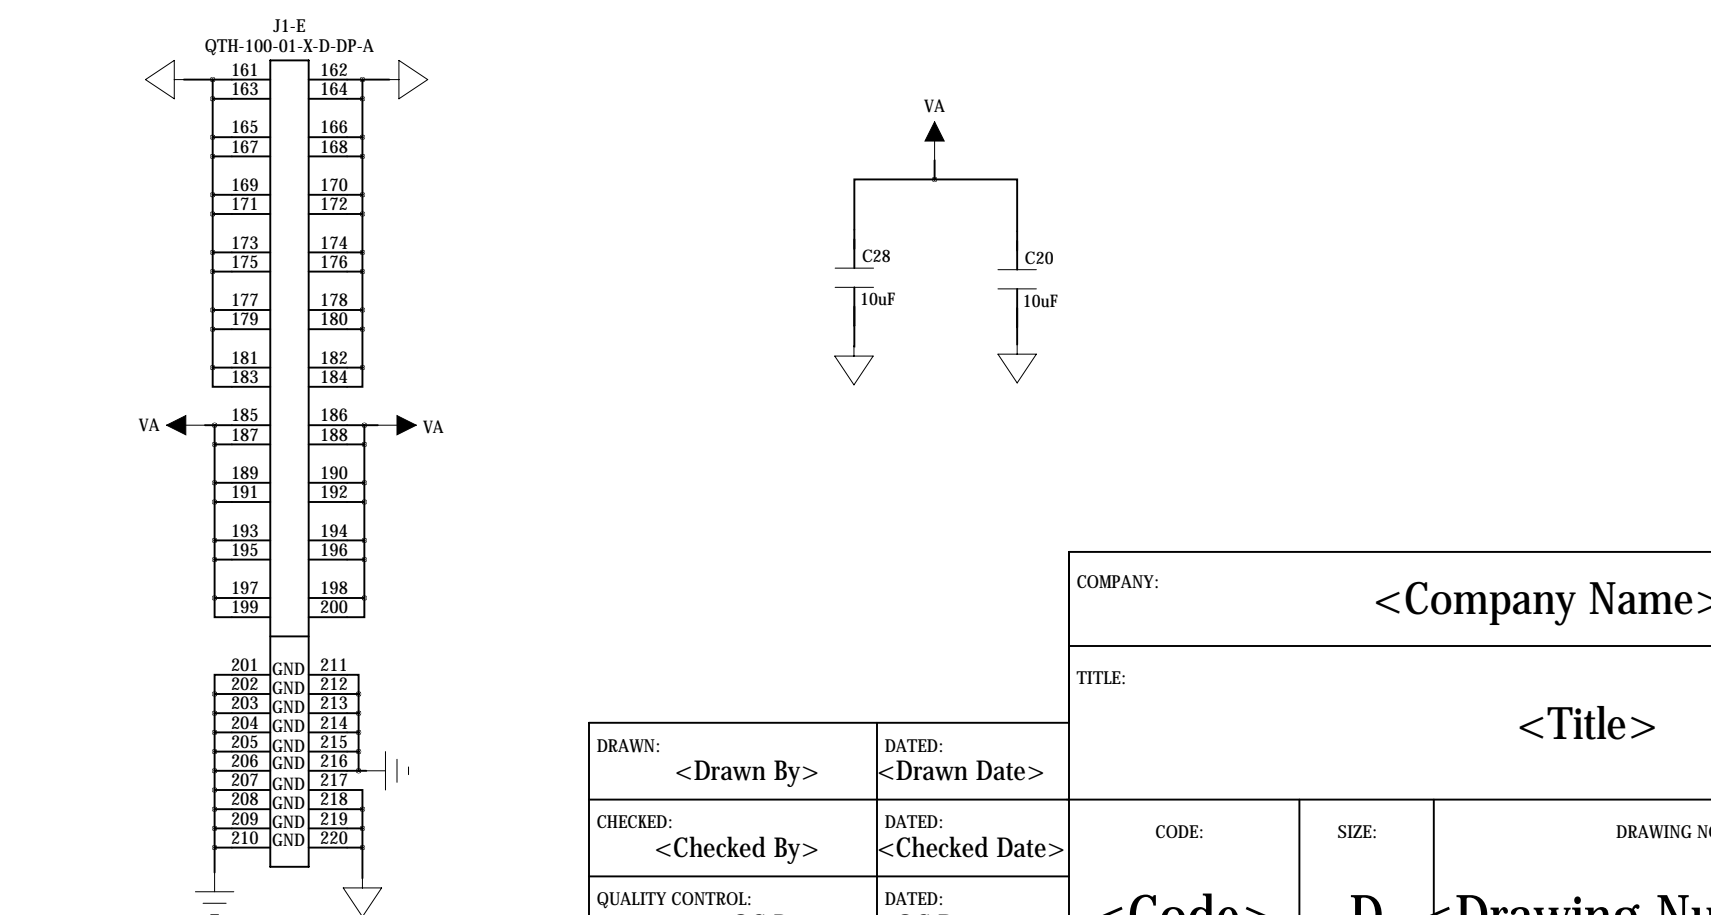 J1-E
QTH-100-01-X-D-DP-A
161 162
163 164
165 166
167 168
169 170
171 172
173 174
175 176
177 178
179 180
181 182
183 184
VA 185 186 VA
187 188
189 190
191 192
193 194
195 196
197 198
199 200
201 GND 211
202 GND 212
203 GND 213
204 GND 214
205 GND 215
206 GND 216
207 GND 217
208 GND 218
209 GND 219
210 GND 220
VA
C28
10uF
C20
10uF
COMPANY:
<Company Name>
TITLE:
<Title>
DRAWN:
<Drawn By>
DATED:
<Drawn Date>
CHECKED:
<Checked By>
DATED:
<Checked Date>
CODE:
<Code>
SIZE:
D
DRAWING
<Drawing
QUALITY CONTROL:
DATED: